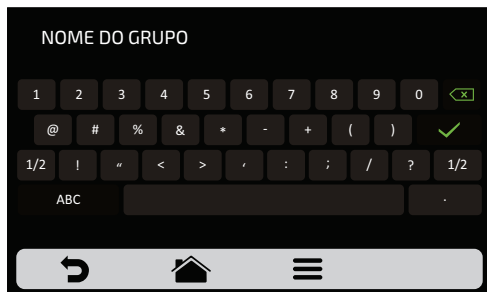 NOME DO GRUPO
1 2 3 4 5 6 7 8 9 0
@ # % & * - + ( )
1/2 ! " < > ' : ; / ? 1/2
ABC .